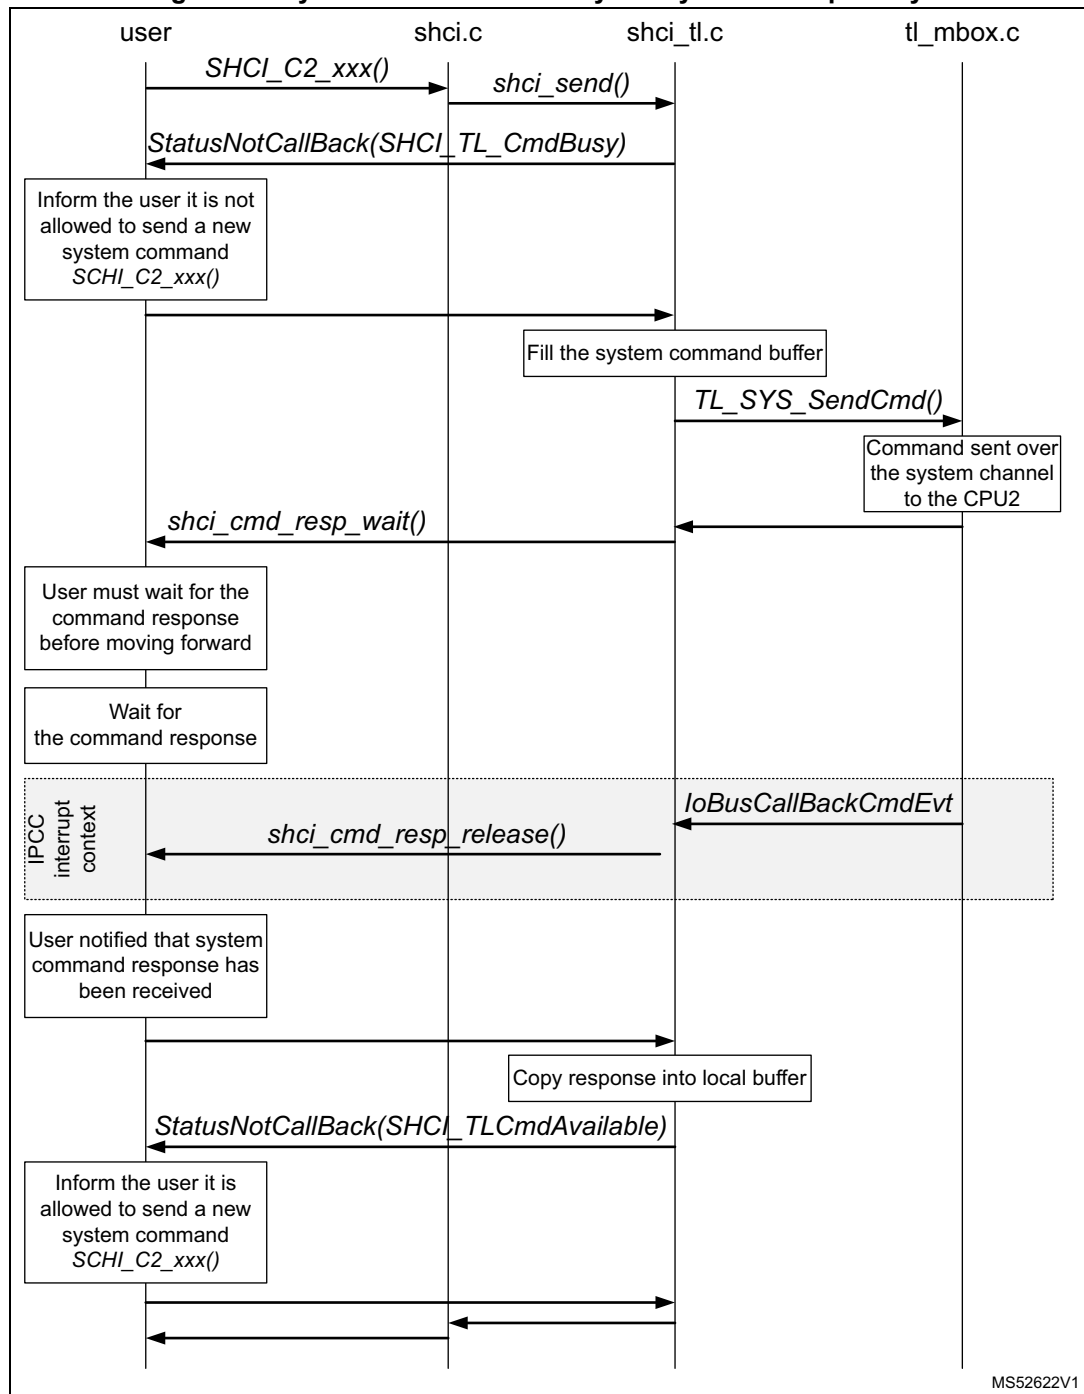 user shci.c shci_tl.c tl_mbox.c
SHCI_C2_xxx()
shci_send()
StatusNotCallBack(SHCI_TL_CmdBusy)
Inform the user it is not
allowed to send a new
system command
SCHI_C2_xxx()
Fill the system command buffer
TL_SYS_SendCmd()
Command sent over
the system channel
to the CPU2
shci_cmd_resp_wait()
User must wait for the
command response
before moving forward
Wait for
the command response
IPCC
interrupt
context
IoBusCallBackCmdEvt
shci_cmd_resp_release()
User notified that system
command response has
been received
Copy response into local buffer
StatusNotCallBack(SHCI_TLCmdAvailable)
Inform the user it is
allowed to send a new
system command
SCHI_C2_xxx()
MS52622V1